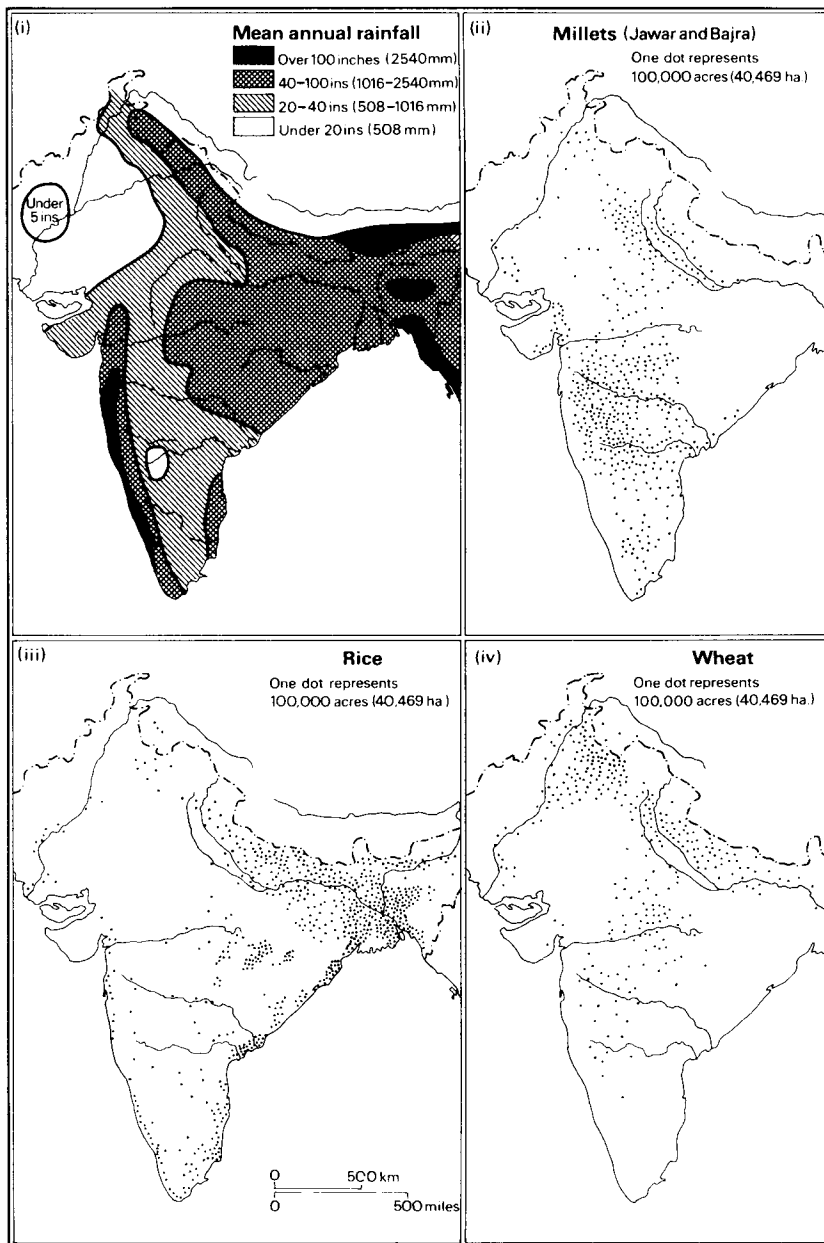 (i)
Mean annual rainfall
Over 100 inches (2540mm)
40-100 ins (1016-2540mm)
20-40 ins (508-1016 mm)
Under 20 ins (508 mm)
Under
5 ins
(ii)
Millets (Jawar and Bajra)
One dot represents
100,000 acres (40,469 ha.)
(iii)
Rice
One dot represents
100,000 acres (40,469 ha)
0 500 km
0 500 miles
(iv)
Wheat
One dot represents
100,000 acres (40,469 ha.)